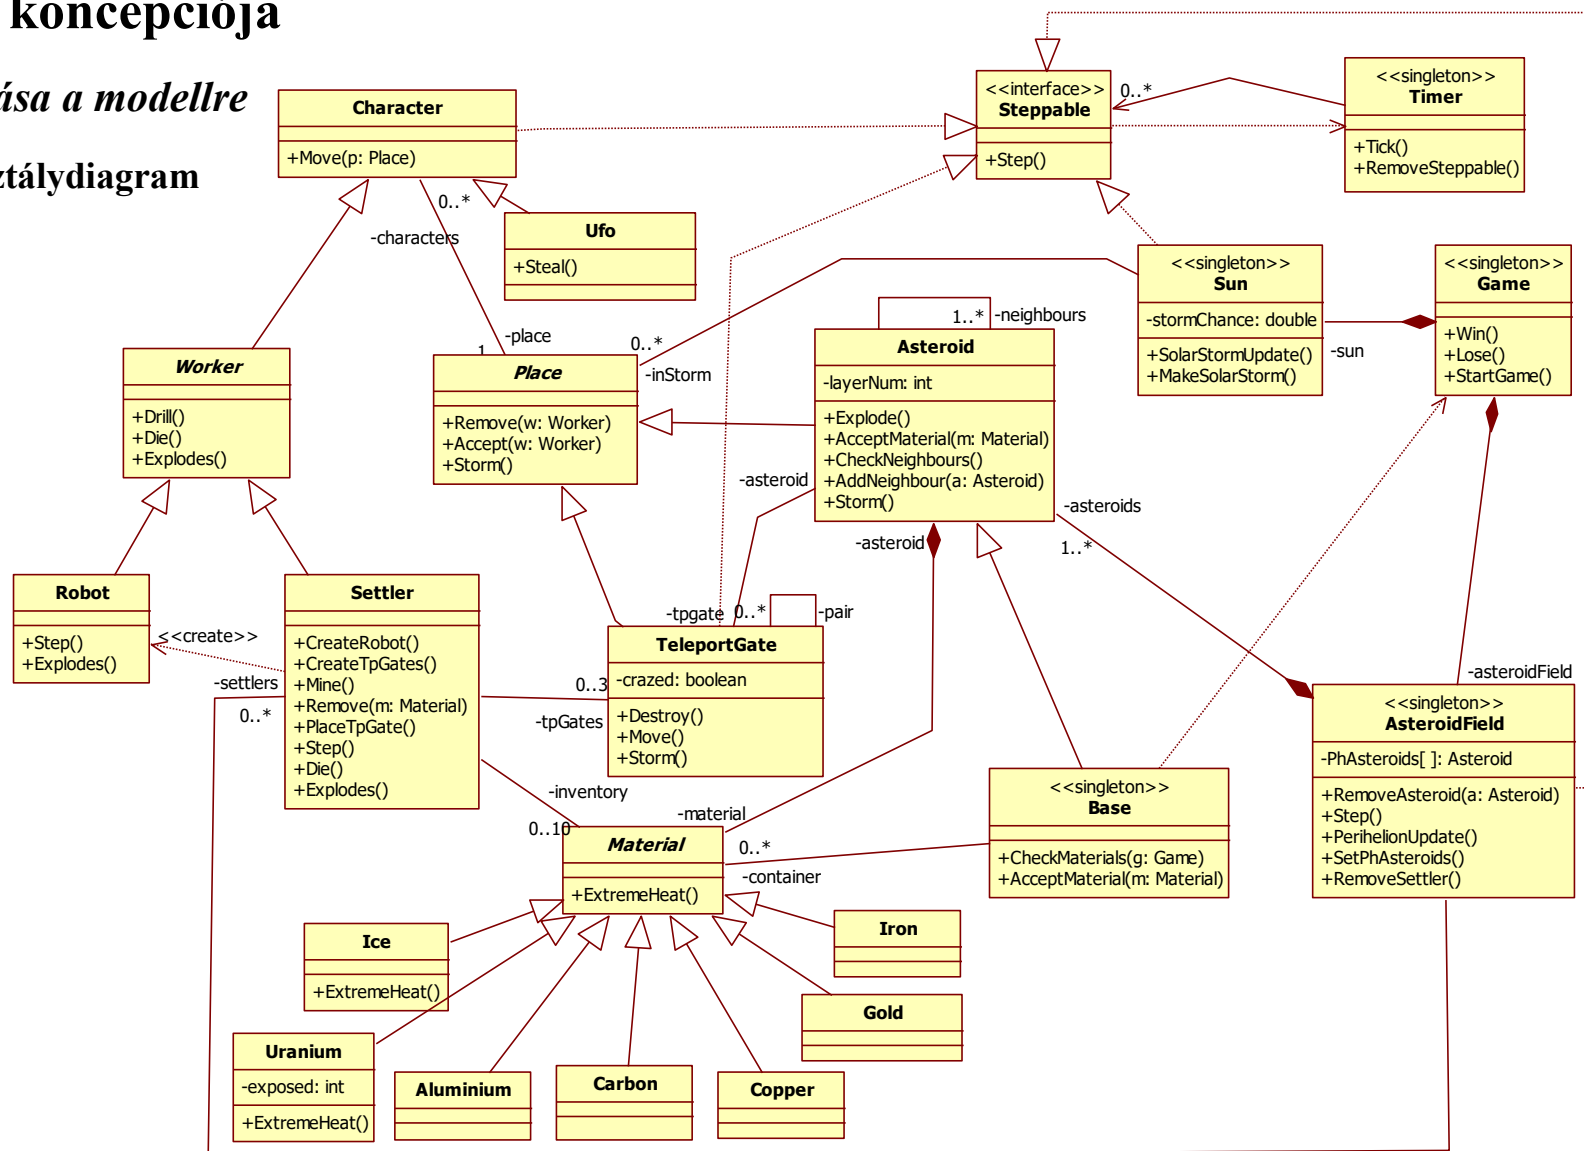 koncepciója
ása a modellre
ztálydiagram
Character
+Move(p: Place)
<<interface>>
Steppable
+Step()
0..*
<<singleton>>
Timer
+Tick()
+RemoveSteppable()
0..*
-characters
Ufo
+Steal()
<<singleton>>
Sun
-stormChance: double
+SolarStormUpdate()
+MakeSolarStorm()
<<singleton>>
Game
+Win()
+Lose()
+StartGame()
-sun
1..*
-neighbours
-place
1
0..*
-inStorm
Worker
+Drill()
+Die()
+Explodes()
Place
+Remove(w: Worker)
+Accept(w: Worker)
+Storm()
Asteroid
-layerNum: int
+Explode()
+AcceptMaterial(m: Material)
+CheckNeighbours()
+AddNeighbour(a: Asteroid)
+Storm()
-asteroid
-asteroid
-asteroids
1..*
Robot
+Step()
+Explodes()
<<create>>
Settler
+CreateRobot()
+CreateTpGates()
+Mine()
+Remove(m: Material)
+PlaceTpGate()
+Step()
+Die()
+Explodes()
-settlers
0..*
0..3
-tpGates
-tpgate
0..*
-pair
TeleportGate
-crazed: boolean
+Destroy()
+Move()
+Storm()
-asteroidField
<<singleton>>
AsteroidField
-PhAsteroids[ ]: Asteroid
+RemoveAsteroid(a: Asteroid)
+Step()
+PerihelionUpdate()
+SetPhAsteroids()
+RemoveSettler()
-inventory
0..10
-material
0..*
-container
<<singleton>>
Base
+CheckMaterials(g: Game)
+AcceptMaterial(m: Material)
Material
+ExtremeHeat()
Ice
+ExtremeHeat()
Iron
Gold
Uranium
-exposed: int
+ExtremeHeat()
Aluminium
Carbon
Copper